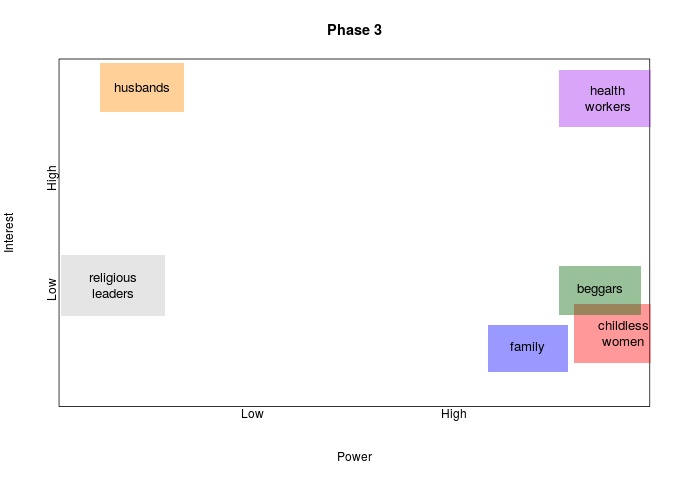 Phase 3
husbands
health
workers
High
Interest
religious
leaders
Low
beggars
childless
women
family
Low
High
Power